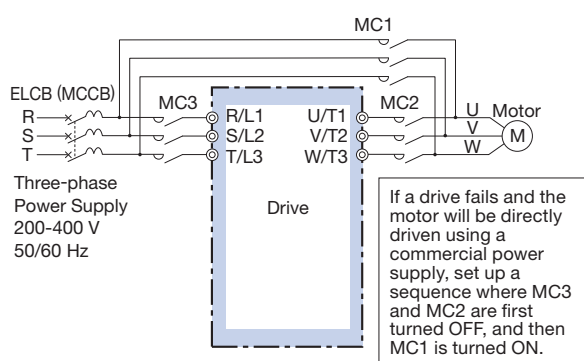 MC1
ELCB (MCCB)
MC3
MC2
R
R/L1
U/T1
U
Motor
S
S/L2
V/T2
V
M
T
T/L3
W/T3
W
Three-phase
Power Supply
200-400 V
50/60 Hz
Drive
If a drive fails and the
motor will be directly
driven using a
commercial power
supply, set up a
sequence where MC3
and MC2 are first
turned OFF, and then
MC1 is turned ON.